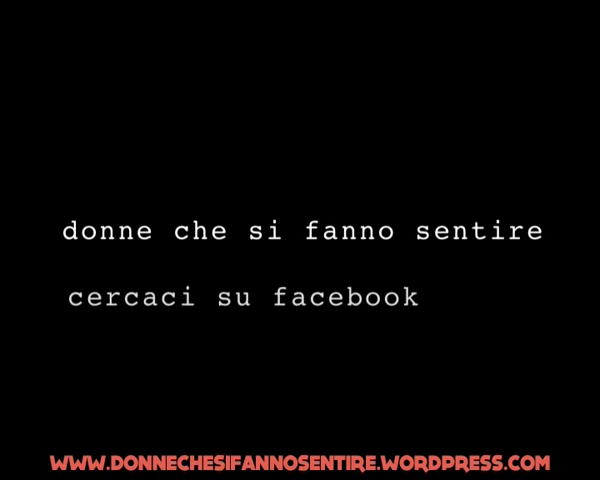 donne che si fanno sentire
cercaci su facebook
WWW.DONNECHESIFANNOSENTIRE.WORDPRESS.COM